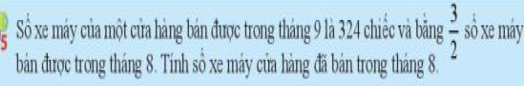 5 Số xe máy của một cửa hàng bán được trong tháng 9 là 324 chiếc và bằng 3/2 số xe máy
bán được trong tháng 8. Tính số xe máy cửa hàng đã bán trong tháng 8.